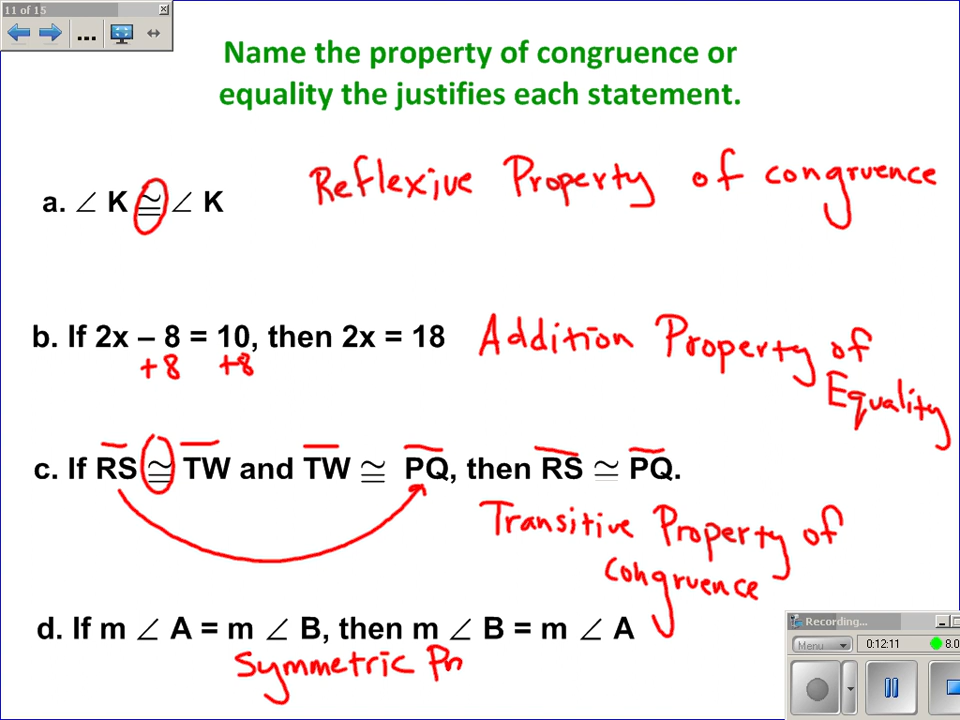 11 of 15
Name the property of congruence or
equality the justifies each statement.
a. ∠ K ≅ ∠ K
Reflexive Property of congruence
b. If 2x – 8 = 10, then 2x = 18
+8 +8
Addition Property of
Equality
c. If RS ≅ TW and TW ≅ PQ, then RS ≅ PQ.
Transitive Property of
congruence
d. If m ∠ A = m ∠ B, then m ∠ B = m ∠ A
Symmetric Pr
Recording...
Menu
0:12:11
8.0